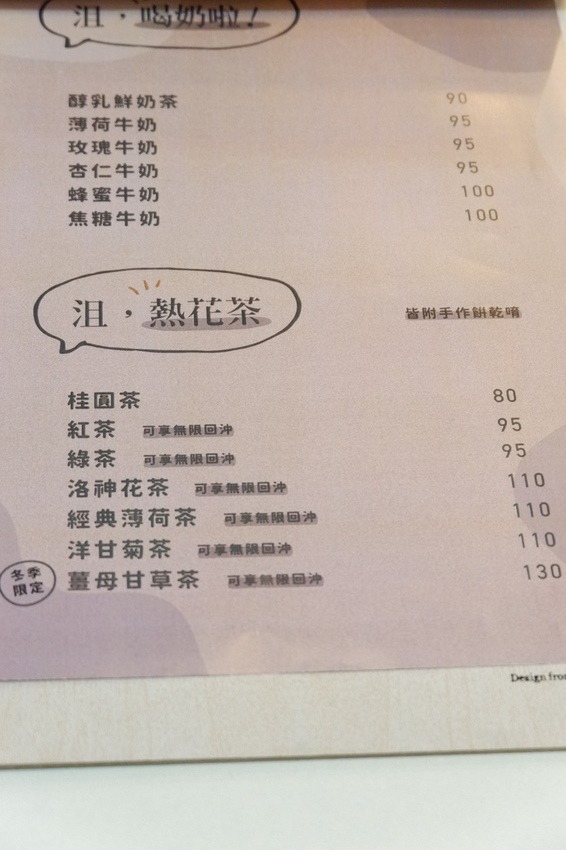 沮，喝奶啦！
醇乳鮮奶茶 90
薄荷牛奶 95
玫瑰牛奶 95
杏仁牛奶 95
蜂蜜牛奶 100
焦糖牛奶 100
沮，熱花茶 皆附手作餅乾唷
桂圓茶 80
紅茶 可享無限回沖 95
綠茶 可享無限回沖 95
洛神花茶 可享無限回沖 110
經典薄荷茶 可享無限回沖 110
洋甘菊茶 可享無限回沖 110
冬季限定 薑母甘草茶 可享無限回沖 130
Design from